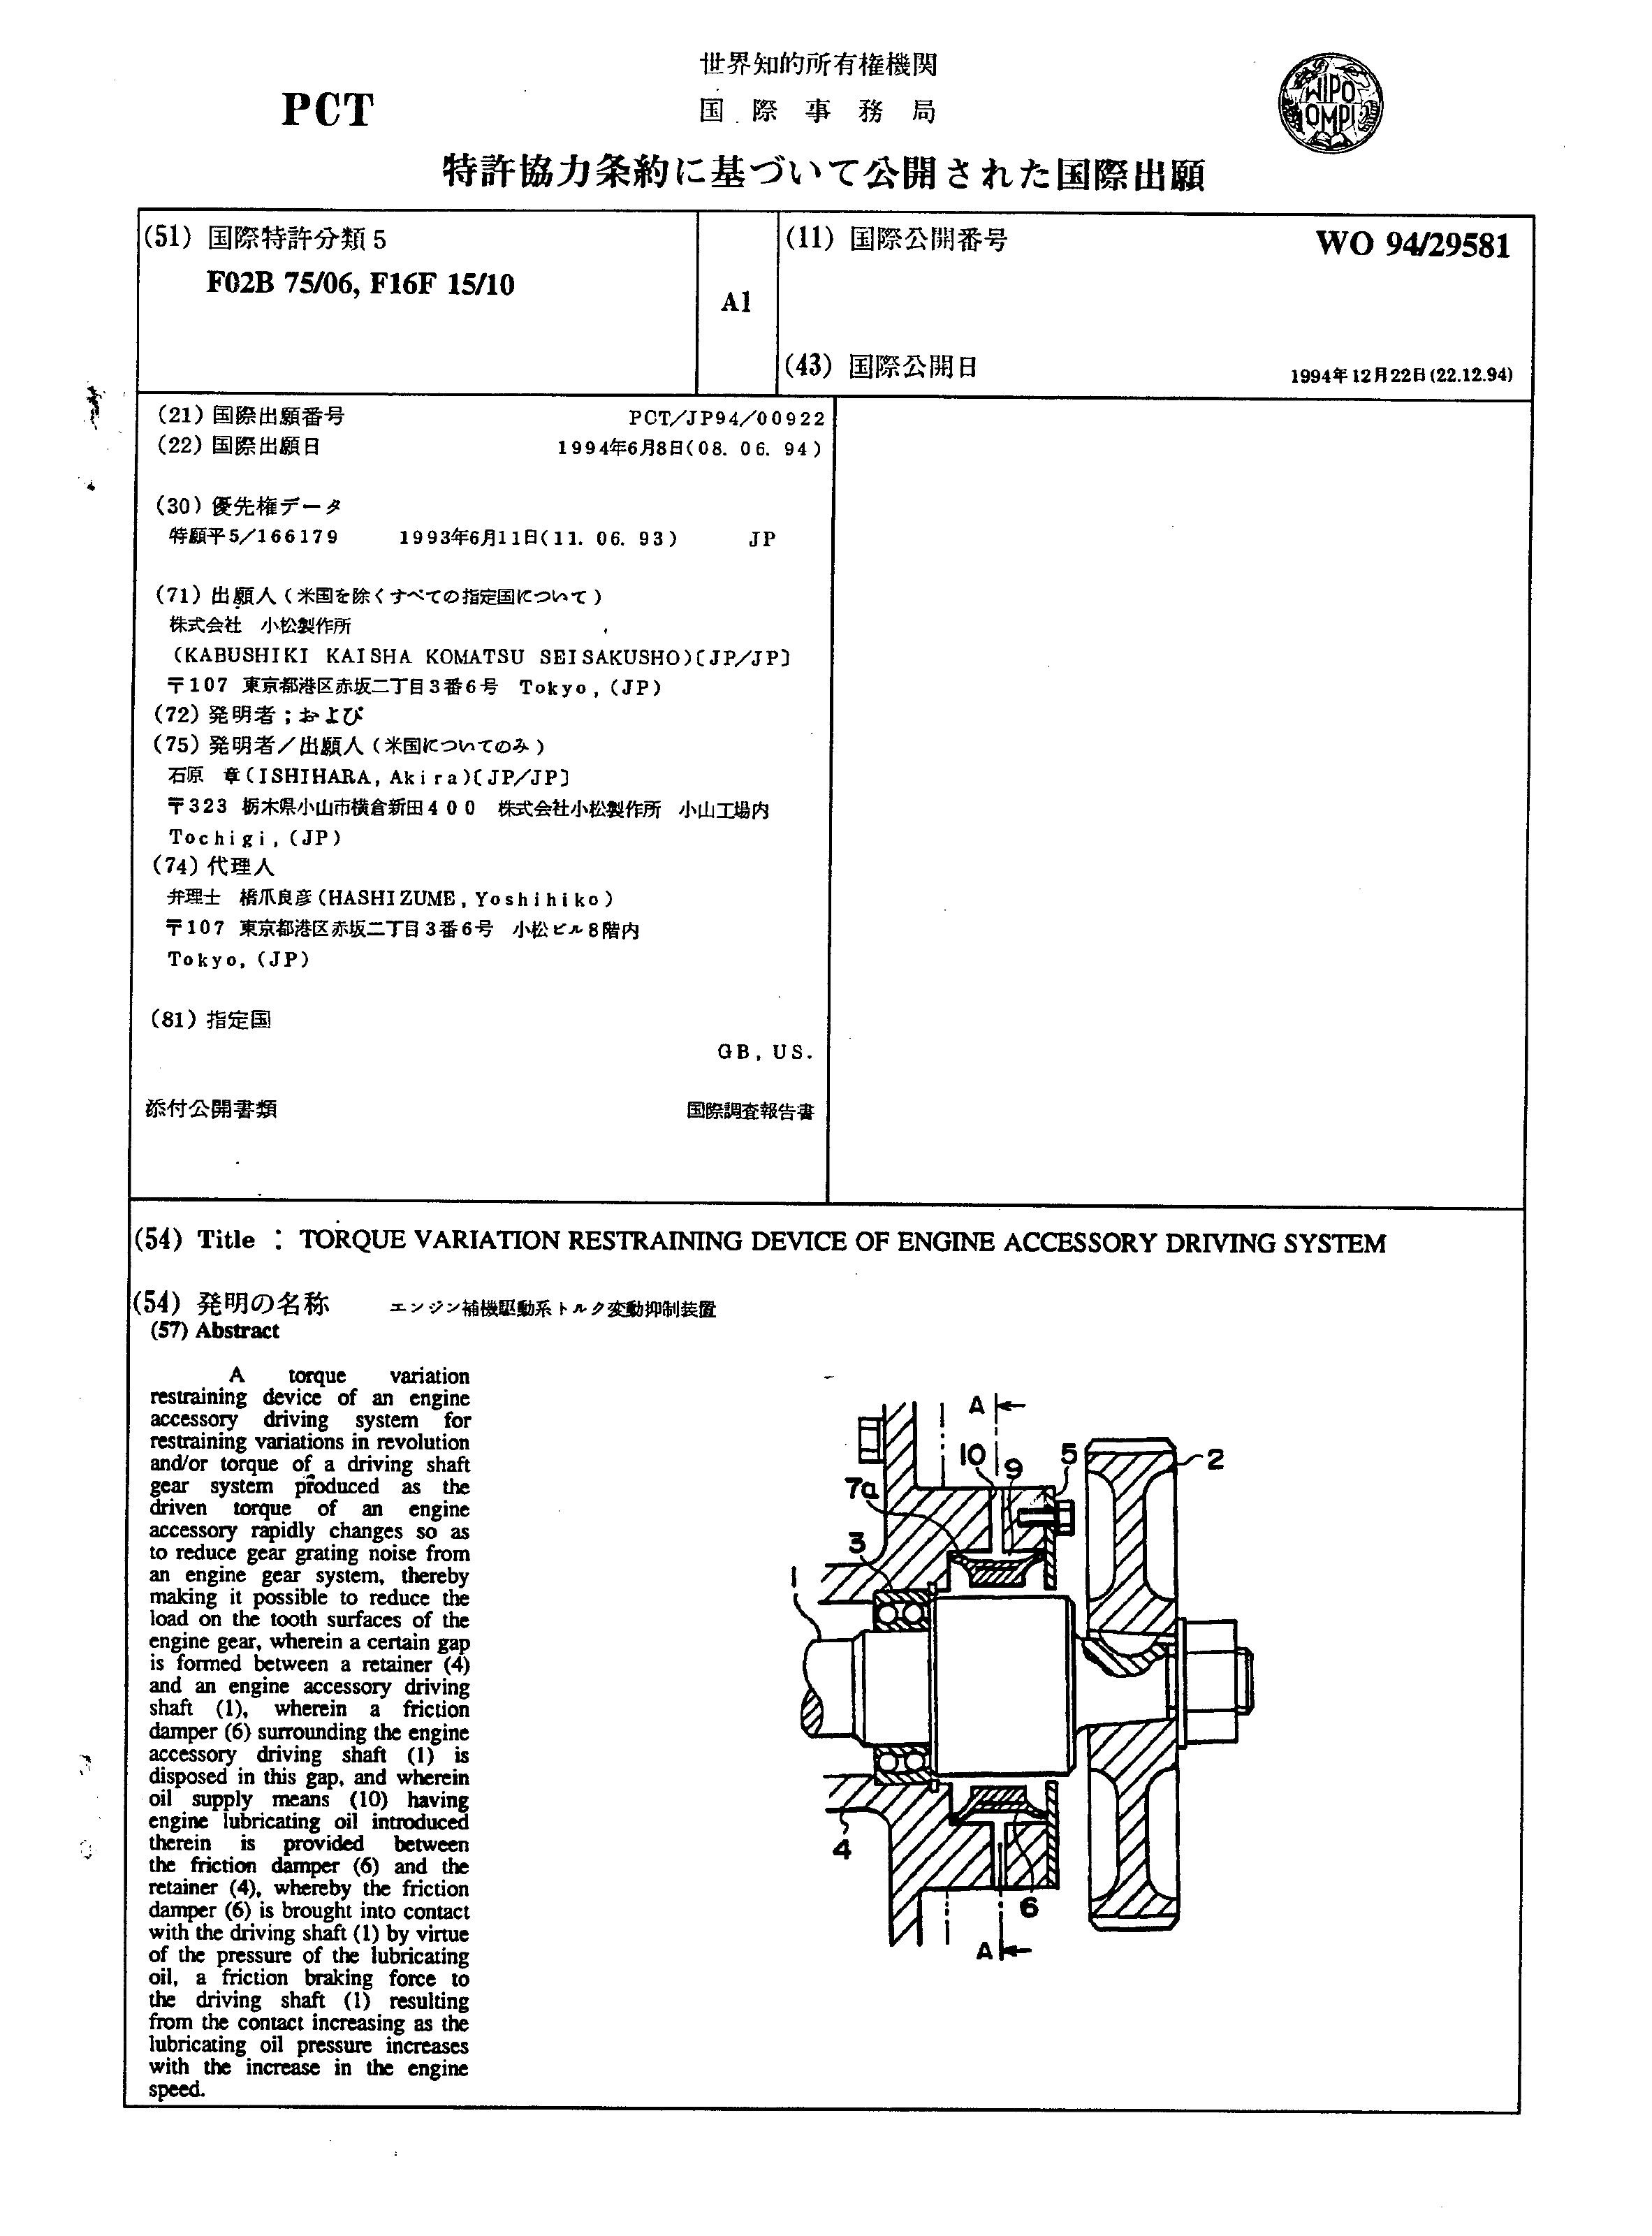 世界知的所有権機関
PCT
国際事務局
WIPO
OMPI
特許協力条約に基づいて公開された国際出願
(51) 国際特許分類 5
F02B 75/06, F16F 15/10
A1
(11) 国際公開番号
WO 94/29581
(43) 国際公開日
1994年12月22日(22.12.94)
(21) 国際出願番号 PCT/JP94/00922
(22) 国際出願日 1994年6月8日(08. 06. 94)
(30) 優先権データ
特願平5/166179 1993年6月11日(11. 06. 93) JP
(71) 出願人(米国を除くすべての指定国について)
株式会社 小松製作所
(KABUSHIKI KAISHA KOMATSU SEISAKUSHO)〔JP/JP〕
〒107 東京都港区赤坂二丁目3番6号 Tokyo, (JP)
(72) 発明者;および
(75) 発明者/出願人(米国についてのみ)
石原 章(ISHIHARA, Akira)〔JP/JP〕
〒323 栃木県小山市横倉新田400 株式会社小松製作所 小山工場内
Tochigi, (JP)
(74) 代理人
弁理士 橋爪良彦(HASHIZUME, Yoshihiko)
〒107 東京都港区赤坂二丁目3番6号 小松ビル8階内
Tokyo, (JP)
(81) 指定国
GB, US.
添付公開書類 国際調査報告書
(54) Title : TORQUE VARIATION RESTRAINING DEVICE OF ENGINE ACCESSORY DRIVING SYSTEM
(54) 発明の名称 エンジン補機駆動系トルク変動抑制装置
(57) Abstract
A torque variation
restraining device of an engine
accessory driving system for
restraining variations in revolution
and/or torque of a driving shaft
gear system produced as the
driven torque of an engine
accessory rapidly changes so as
to reduce gear grating noise from
an engine gear system, thereby
making it possible to reduce the
load on the tooth surfaces of the
engine gear, wherein a certain gap
is formed between a retainer (4)
and an engine accessory driving
shaft (1), wherein a friction
damper (6) surrounding the engine
accessory driving shaft (1) is
disposed in this gap, and wherein
oil supply means (10) having
engine lubricating oil introduced
therein is provided between
the friction damper (6) and the
retainer (4), whereby the friction
damper (6) is brought into contact
with the driving shaft (1) by virtue
of the pressure of the lubricating
oil, a friction braking force to
the driving shaft (1) resulting
from the contact increasing as the
lubricating oil pressure increases
with the increase in the engine
speed.
A
10
9
5
2
7a
3
1
4
6
A